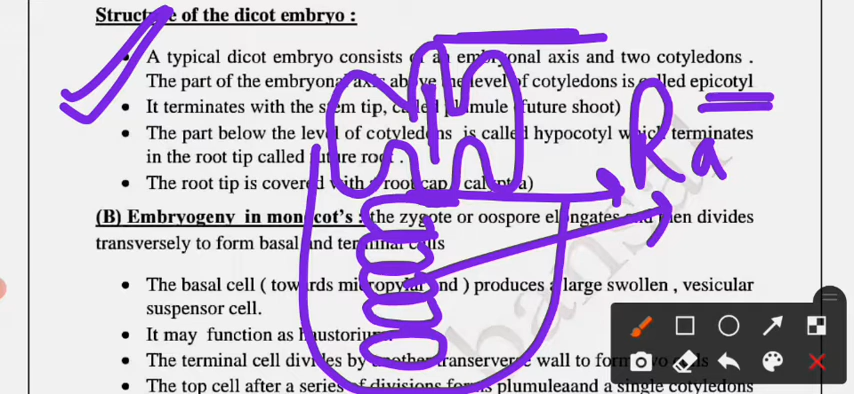 Structure of the dicot embryo :
• A typical dicot embryo consists of an embryonal axis and two cotyledons .
The part of the embryonal axis above the level of cotyledons is called epicotyl
• It terminates with the stem tip, called plumule (future shoot)
• The part below the level of cotyledons is called hypocotyl which terminates
in the root tip called future root .
• The root tip is covered with a root cap ( calyptra)
Ra
(B) Embryogeny in monocot's : the zygote or oospore elongates and then divides
transversely to form basal and terminal cells
• The basal cell ( towards micropylar end ) produces a large swollen , vesicular
suspensor cell.
• It may function as haustorium
• The terminal cell divides by another transerverse wall to form two cells
• The top cell after a series of divisions forms plumuleaand a single cotyledons
bansal